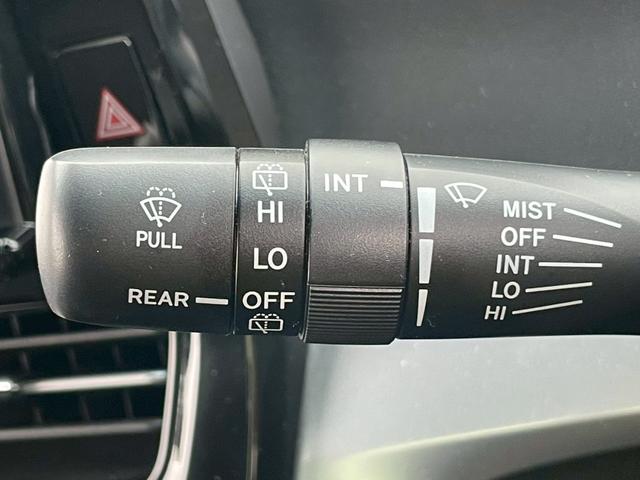 PULL
REAR
HI
LO
OFF
INT
MIST
OFF
INT
LO
HI